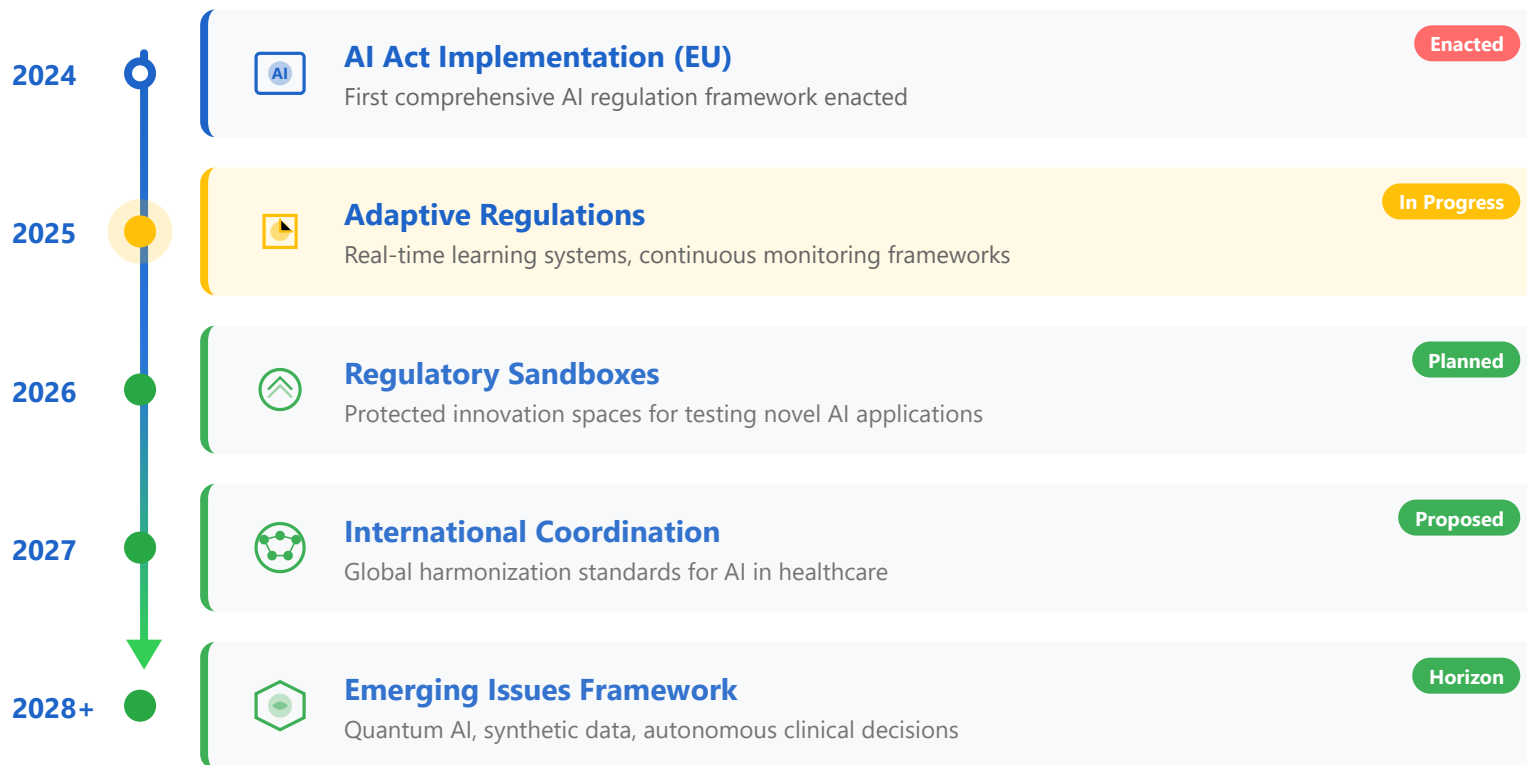 2024
AI
AI Act Implementation (EU)
First comprehensive AI regulation framework enacted
Enacted
2025
Adaptive Regulations
Real-time learning systems, continuous monitoring frameworks
In Progress
2026
Regulatory Sandboxes
Protected innovation spaces for testing novel AI applications
Planned
2027
International Coordination
Global harmonization standards for AI in healthcare
Proposed
2028+
Emerging Issues Framework
Quantum AI, synthetic data, autonomous clinical decisions
Horizon